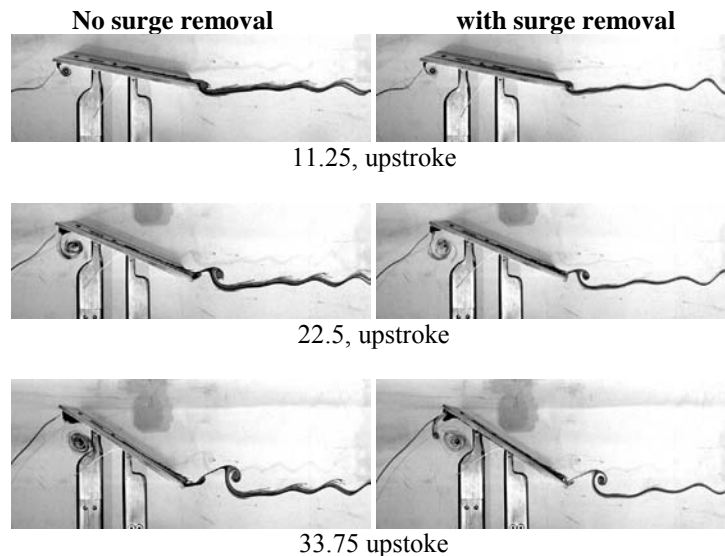 No surge removal with surge removal
11.25, upstroke
22.5, upstroke
33.75 upstoke